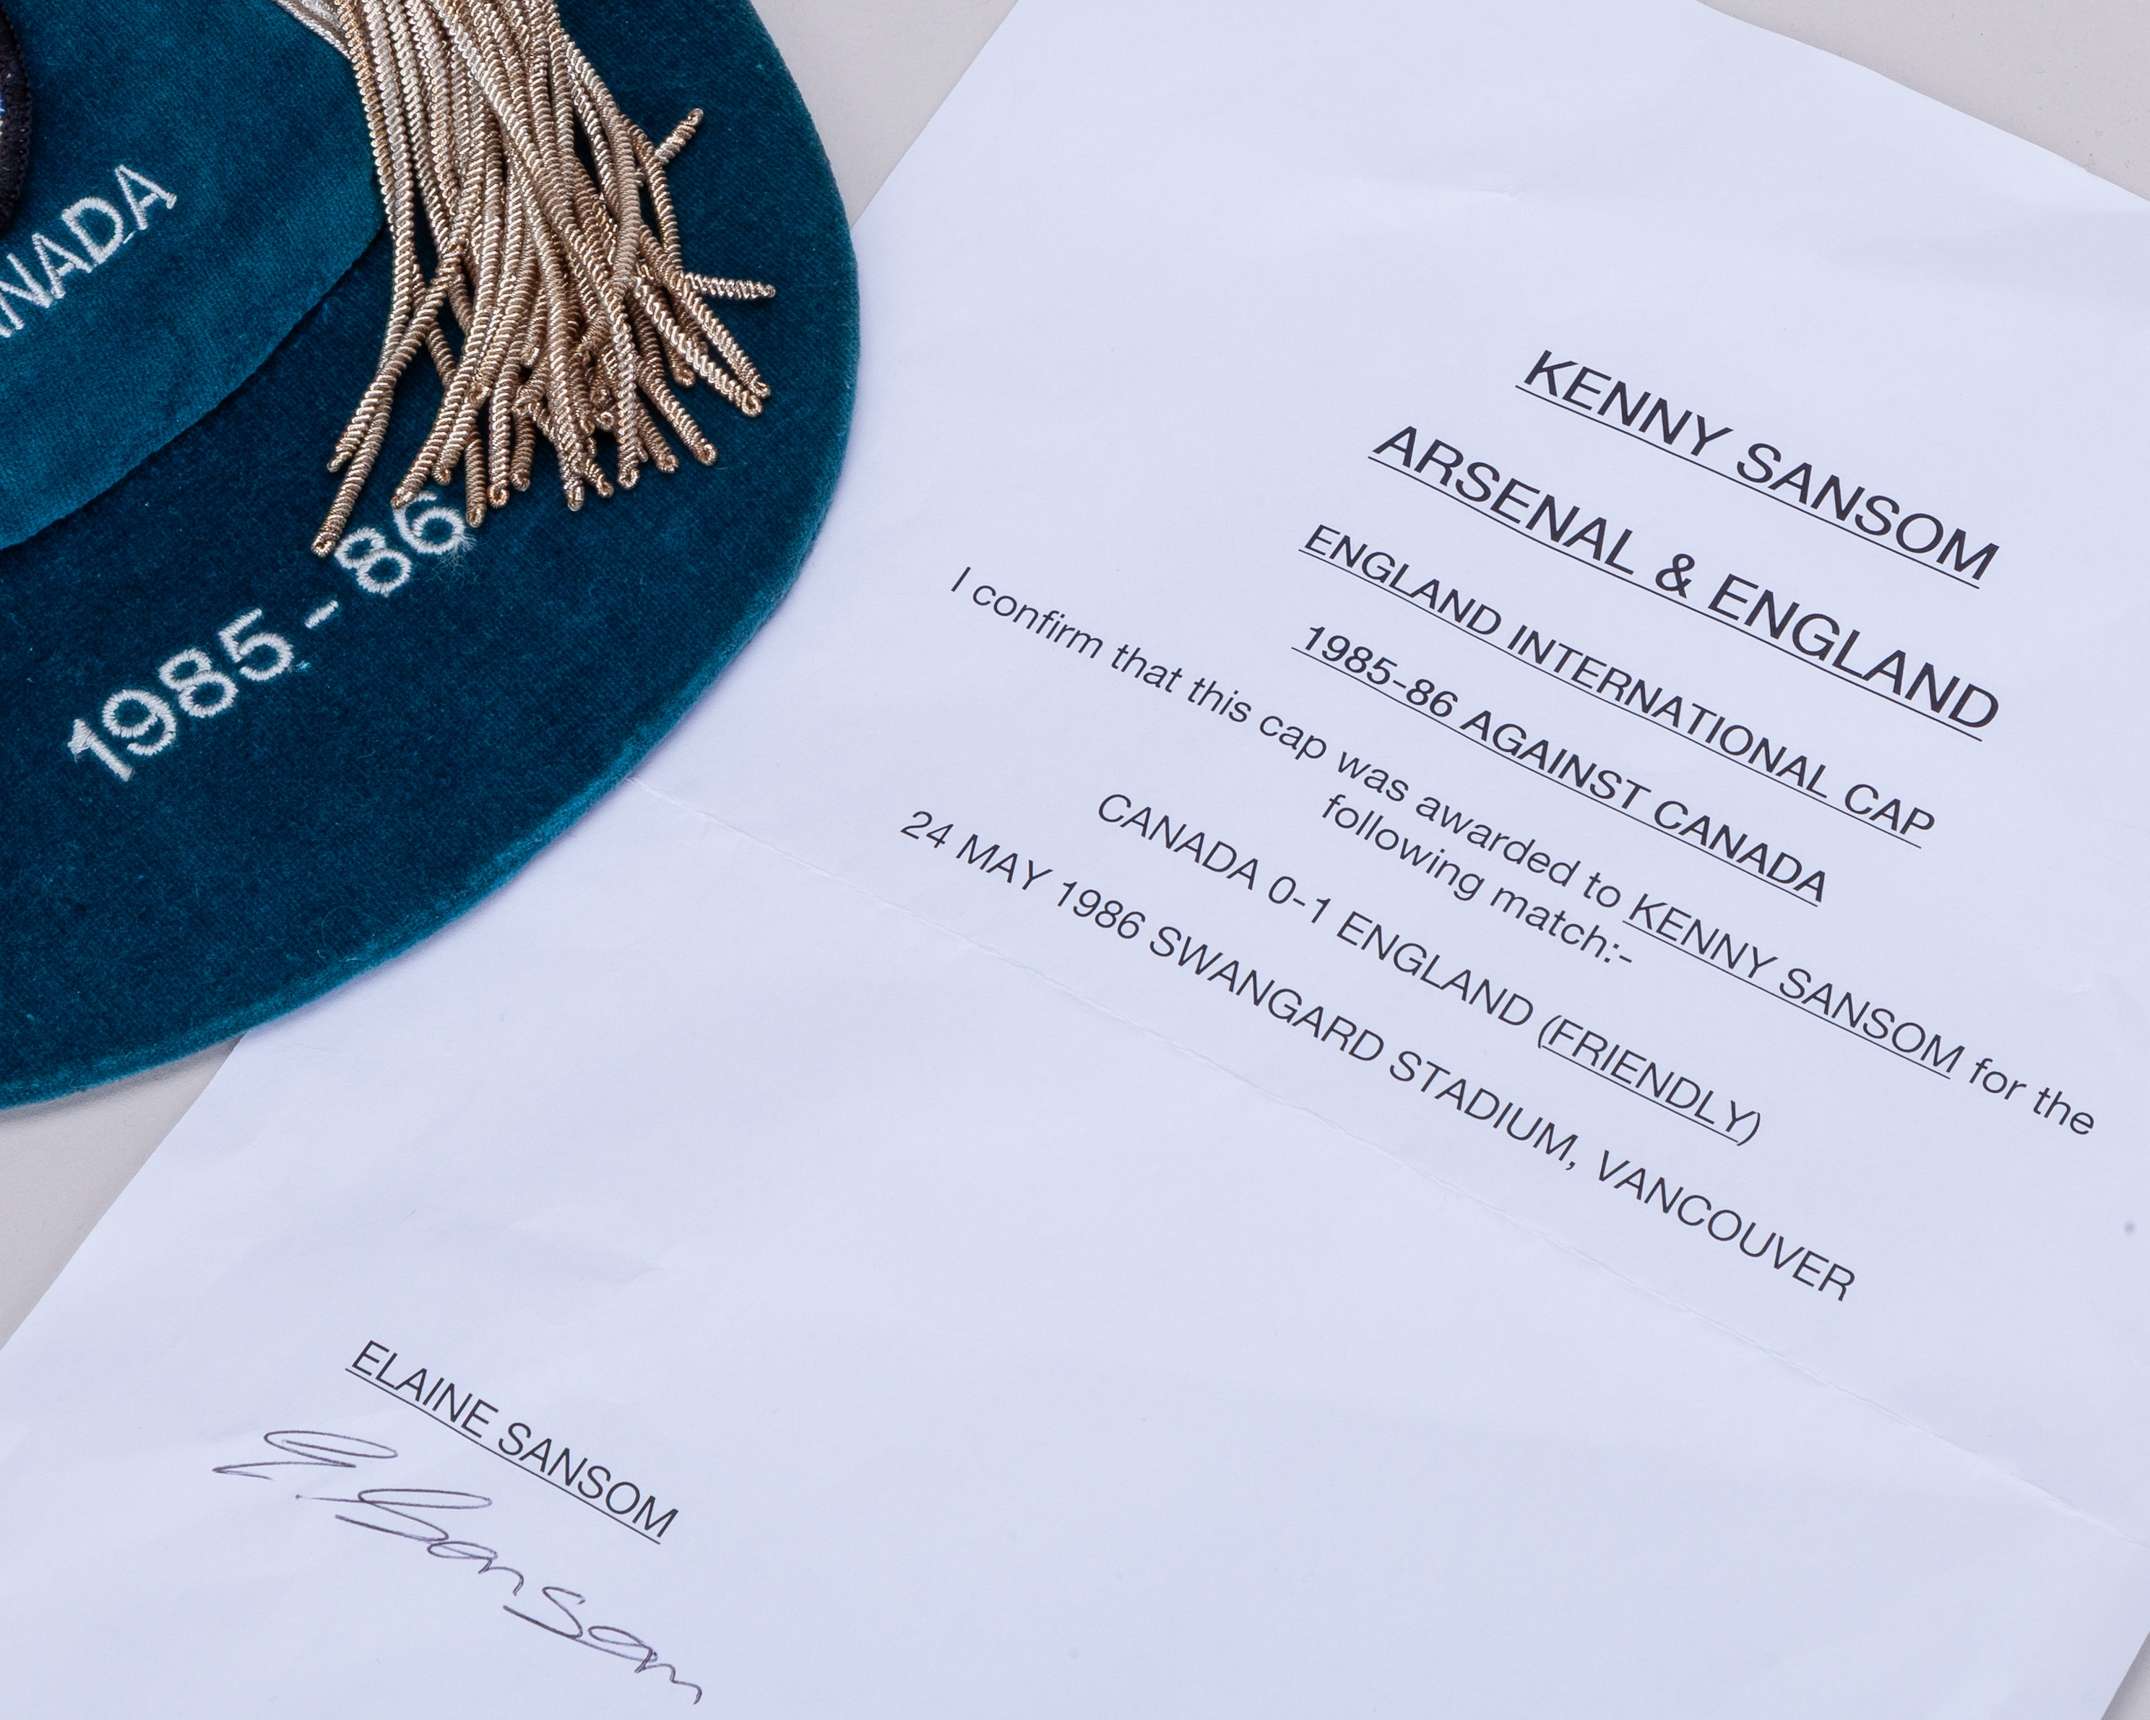 NADA
1985-86
KENNY SANSOM
ARSENAL & ENGLAND
ENGLAND INTERNATIONAL CAP
1985-86 AGAINST CANADA
I confirm that this cap was awarded to KENNY SANSOM for the
following match:-
CANADA 0-1 ENGLAND (FRIENDLY)
24 MAY 1986 SWANGARD STADIUM, VANCOUVER
ELAINE SANSOM
E. Sansom